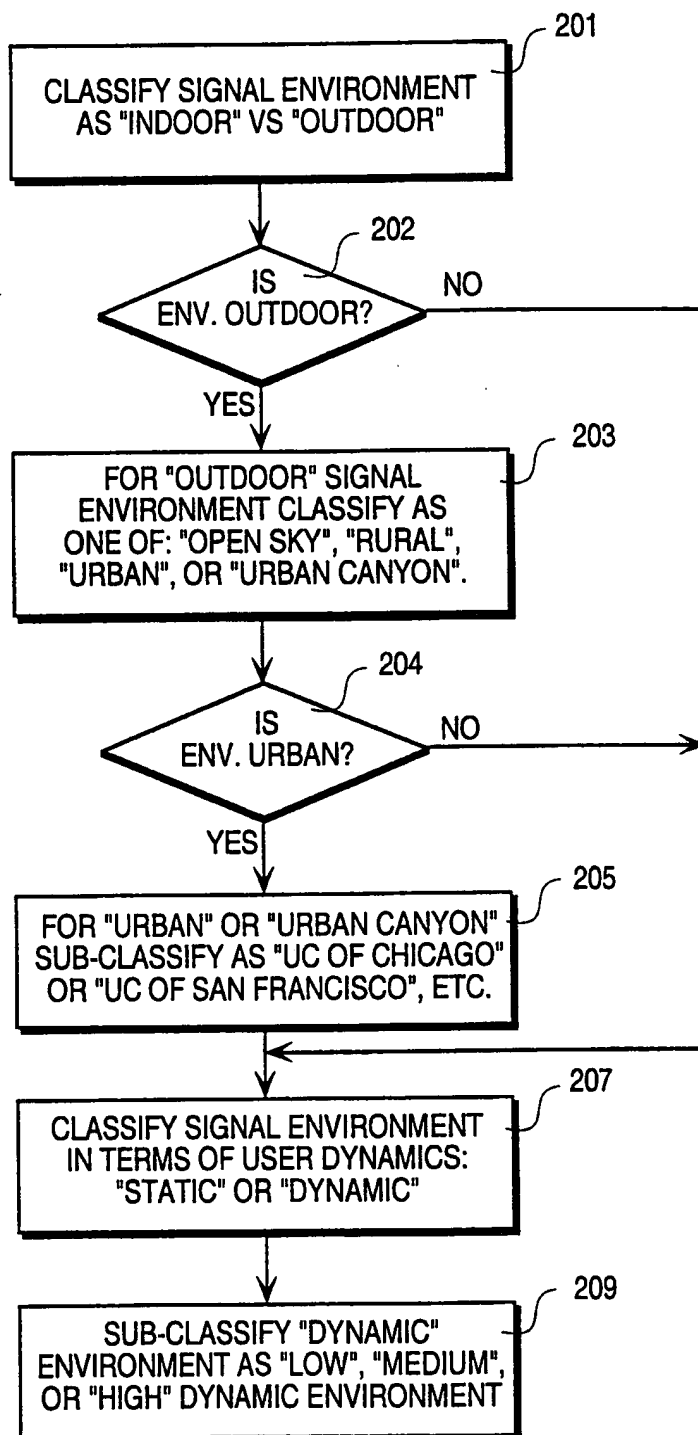 201
CLASSIFY SIGNAL ENVIRONMENT
AS "INDOOR" VS "OUTDOOR"
202
IS
ENV. OUTDOOR?
NO
YES
203
FOR "OUTDOOR" SIGNAL
ENVIRONMENT CLASSIFY AS
ONE OF: "OPEN SKY", "RURAL",
"URBAN", OR "URBAN CANYON".
204
IS
ENV. URBAN?
NO
YES
205
FOR "URBAN" OR "URBAN CANYON"
SUB-CLASSIFY AS "UC OF CHICAGO"
OR "UC OF SAN FRANCISCO", ETC.
207
CLASSIFY SIGNAL ENVIRONMENT
IN TERMS OF USER DYNAMICS:
"STATIC" OR "DYNAMIC"
209
SUB-CLASSIFY "DYNAMIC"
ENVIRONMENT AS "LOW", "MEDIUM",
OR "HIGH" DYNAMIC ENVIRONMENT